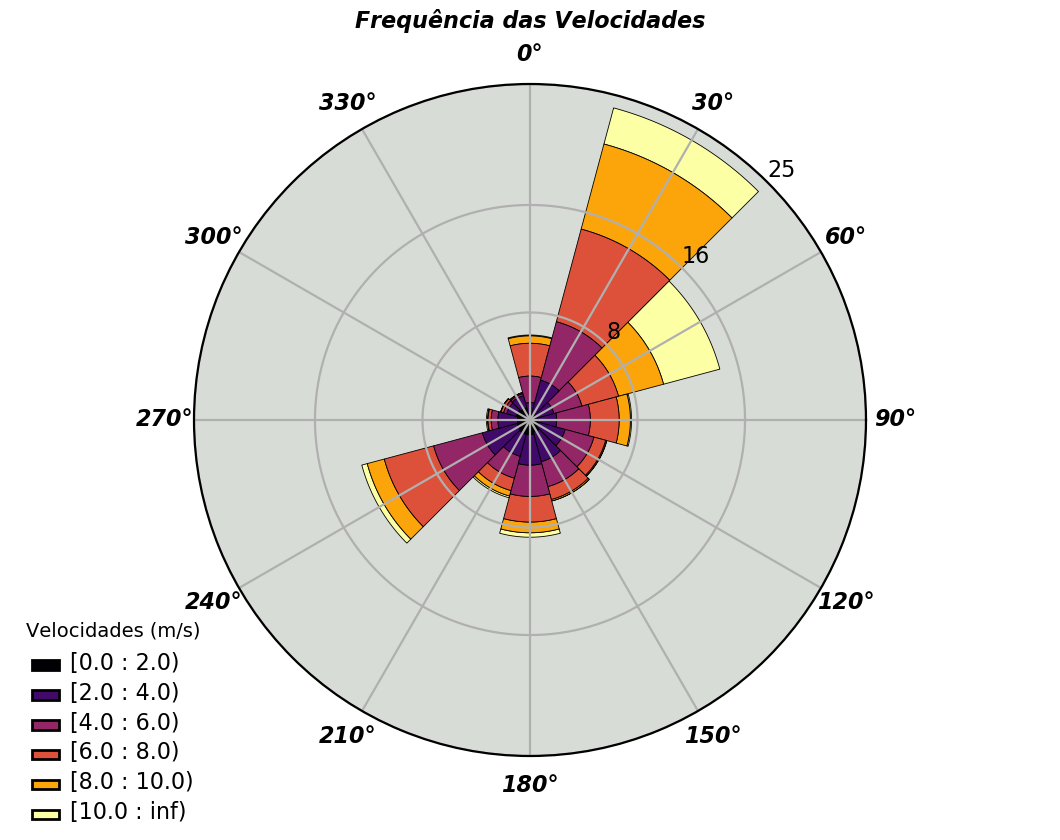 Frequência das Velocidades
0°
330°
30°
25
300°
60°
16
8
270°
90°
240°
120°
210°
150°
180°
Velocidades (m/s)
[0.0 : 2.0)
[2.0 : 4.0)
[4.0 : 6.0)
[6.0 : 8.0)
[8.0 : 10.0)
[10.0 : inf)